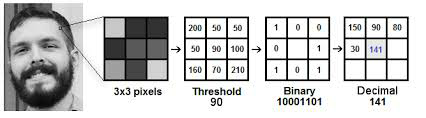 200 50 50
50 90 100
160 70 210
1 0 0
0 1
1 0 1
150 90 80
30 141
3x3 pixels
Threshold
90
Binary
10001101
Decimal
141